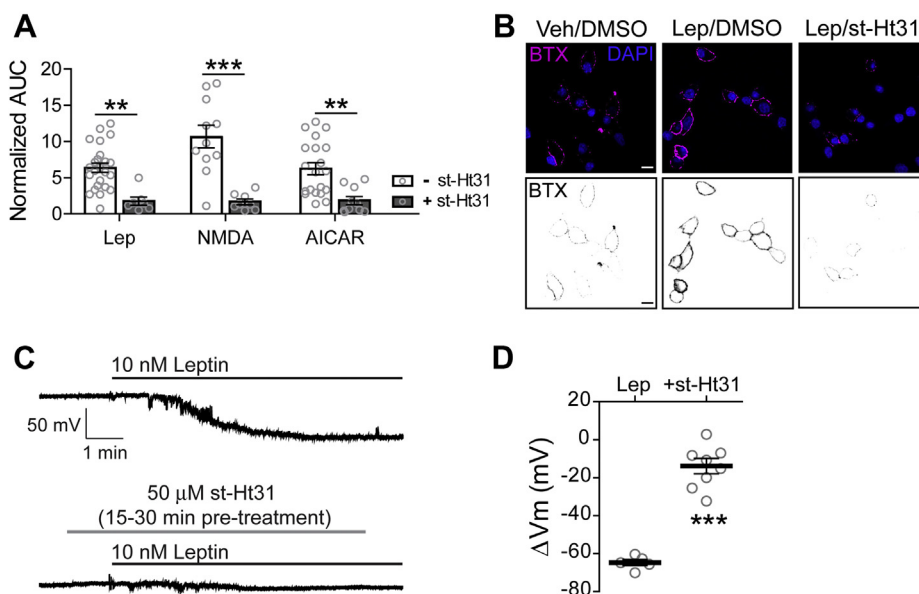 A
Normalized AUC
20
15
10
5
0
**
***
**
Lep
NMDA
AICAR
- st-Ht31
+ st-Ht31
B
Veh/DMSO
Lep/DMSO
Lep/st-Ht31
BTX
DAPI
BTX
C
10 nM Leptin
50 mV
1 min
50 μM st-Ht31
(15-30 min pre-treatment)
10 nM Leptin
D
Lep +st-Ht31
ΔVm (mV)
20
0
-20
-40
-60
-80
***